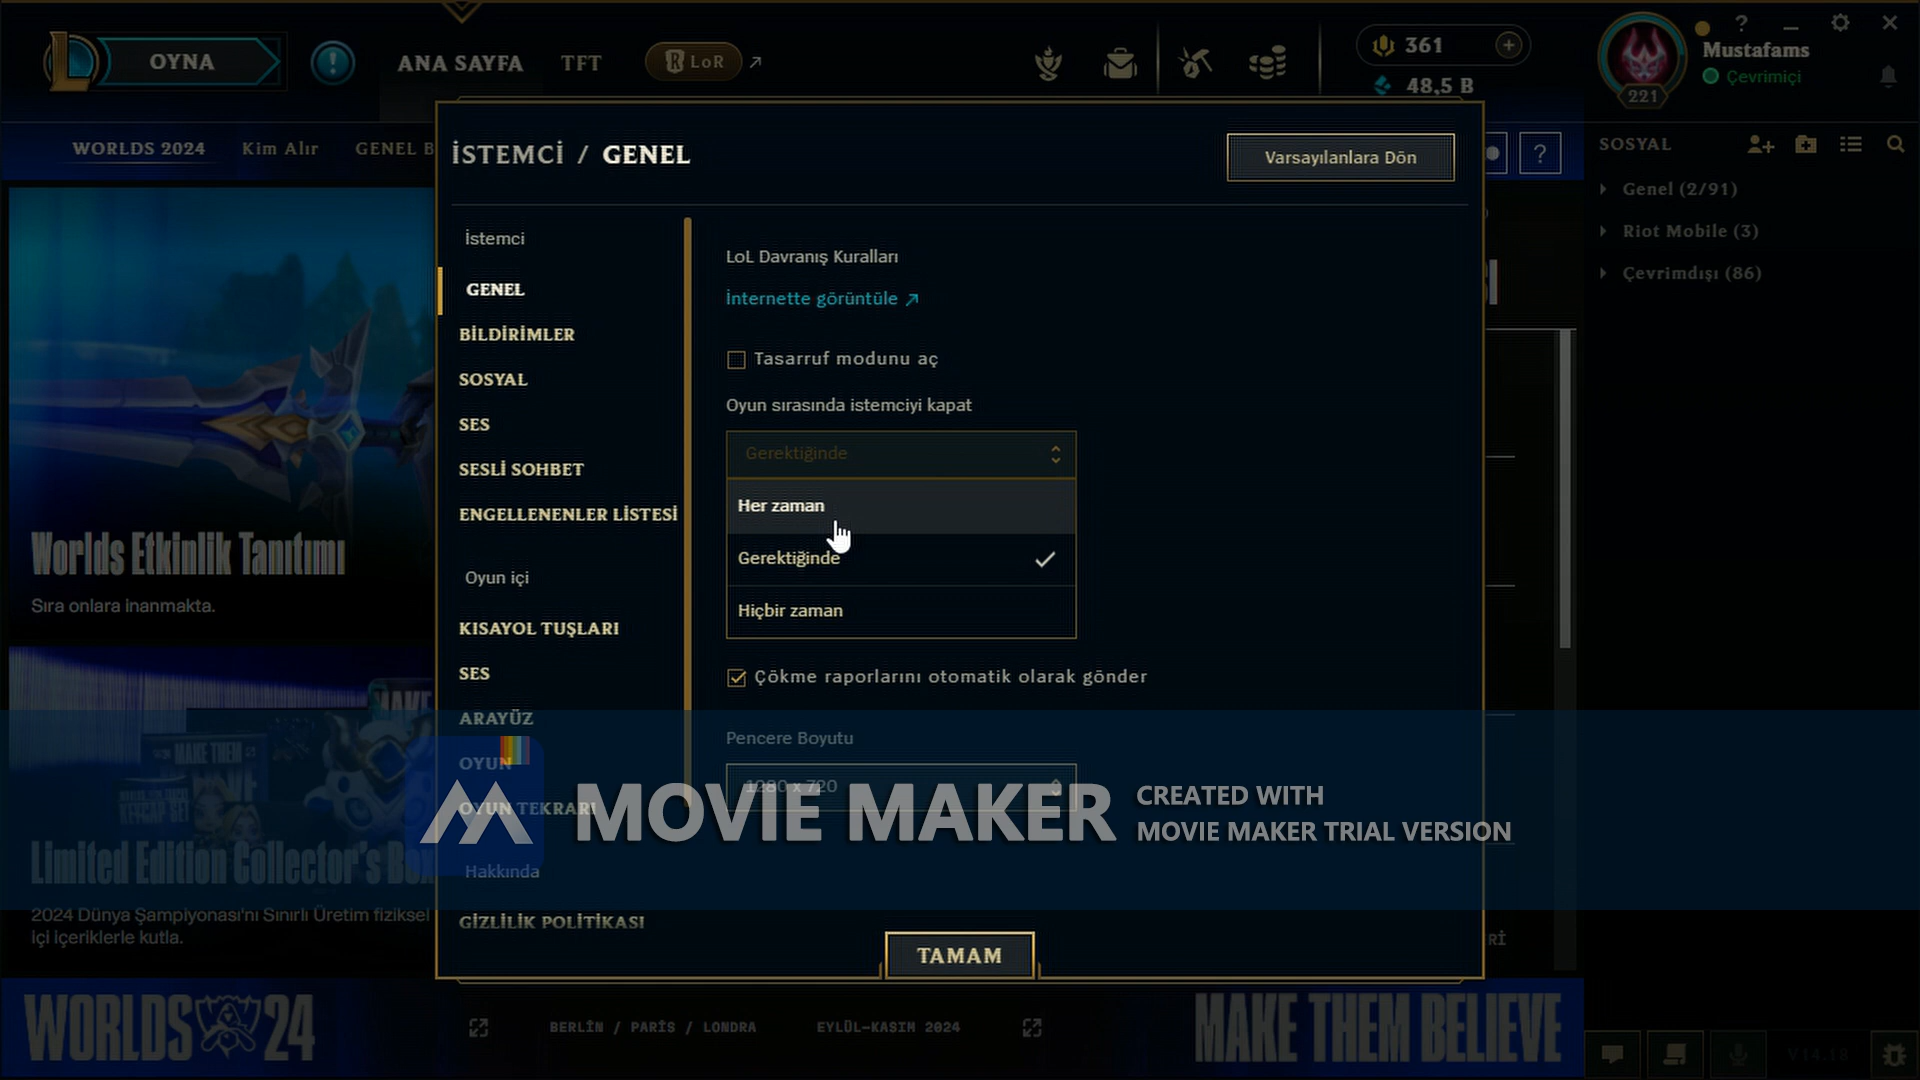 OYNA
ANA SAYFA
TFT
LoR
361
48,5 B
221
Mustafams
Çevrimiçi
WORLDS 2024
Kim Alır
GENEL B
İSTEMCİ / GENEL
Varsayılanlara Dön
?
SOSYAL
Genel (2/91)
Riot Mobile (3)
Çevrimdışı (86)
İstemci
GENEL
BİLDİRİMLER
SOSYAL
SES
SESLİ SOHBET
ENGELLENENLER LİSTESİ
Oyun içi
KISAYOL TUŞLARI
SES
ARAYÜZ
OYUN
OYUN TEKRARI
Hakkında
GİZLİLİK POLİTİKASI
LoL Davranış Kuralları
İnternette görüntüle
Tasarruf modunu aç
Oyun sırasında istemciyi kapat
Gerektiğinde
Her zaman
Gerektiğinde
Hiçbir zaman
Çökme raporlarını otomatik olarak gönder
Pencere Boyutu
1280 x 720
TAMAM
Worlds Etkinlik Tanıtımı
Sıra onlara inanmakta.
Limited Edition Collector's Box
2024 Dünya Şampiyonası'nı Sınırlı Üretim fiziksel
içi içeriklerle kutla.
MOVIE MAKER
CREATED WITH
MOVIE MAKER TRIAL VERSION
Rİ
WORLDS 24
BERLİN / PARİS / LONDRA
EYLÜL-KASIM 2024
MAKE THEM BELIEVE
V14.18